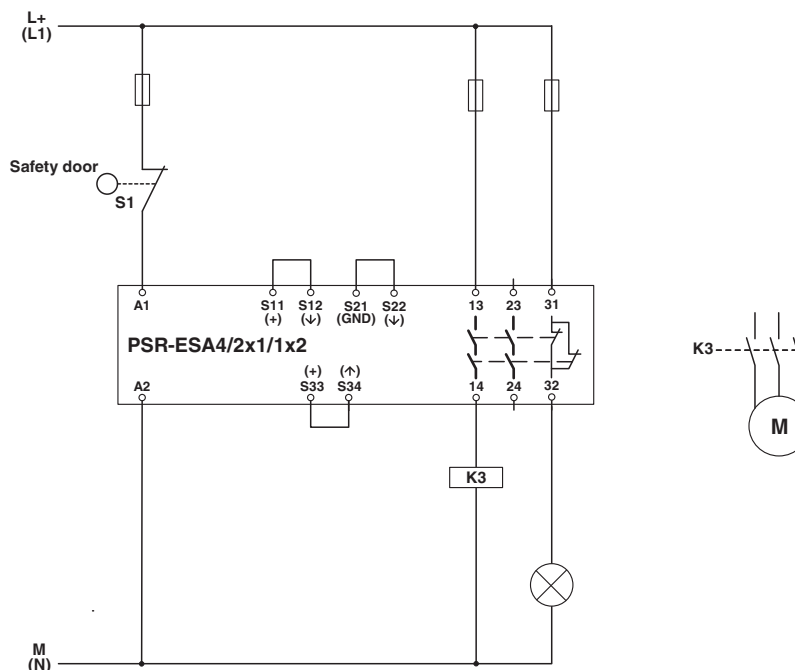 L+
(L1)
Safety door
S1
A1
S11
(+)
S12
(↓)
S21
(GND)
S22
(↓)
13
23
31
PSR-ESA4/2x1/1x2
A2
(+)
S33
(↑)
S34
14
24
32
K3
K3
M
M
(N)